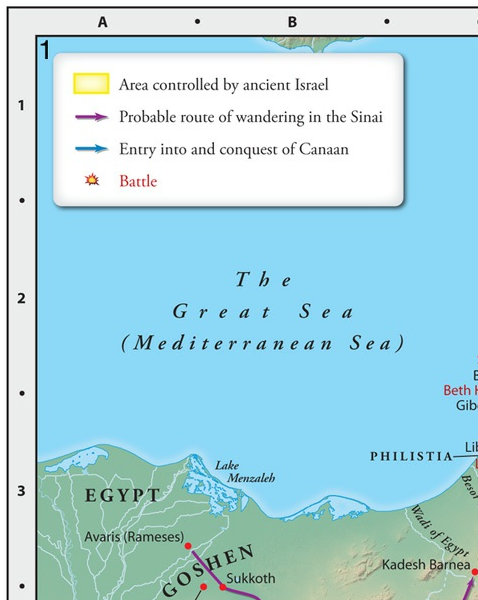 A B
1
1
Area controlled by ancient Israel
Probable route of wandering in the Sinai
Entry into and conquest of Canaan
Battle
2
The
Great Sea
(Mediterranean Sea)
Beth
Gib
PHILISTIA
Lake
Menzaleh
3
EGYPT
Besor
Wadi of Egypt
Avaris (Rameses)
GOSHEN
Kadesh Barnea
Sukkoth